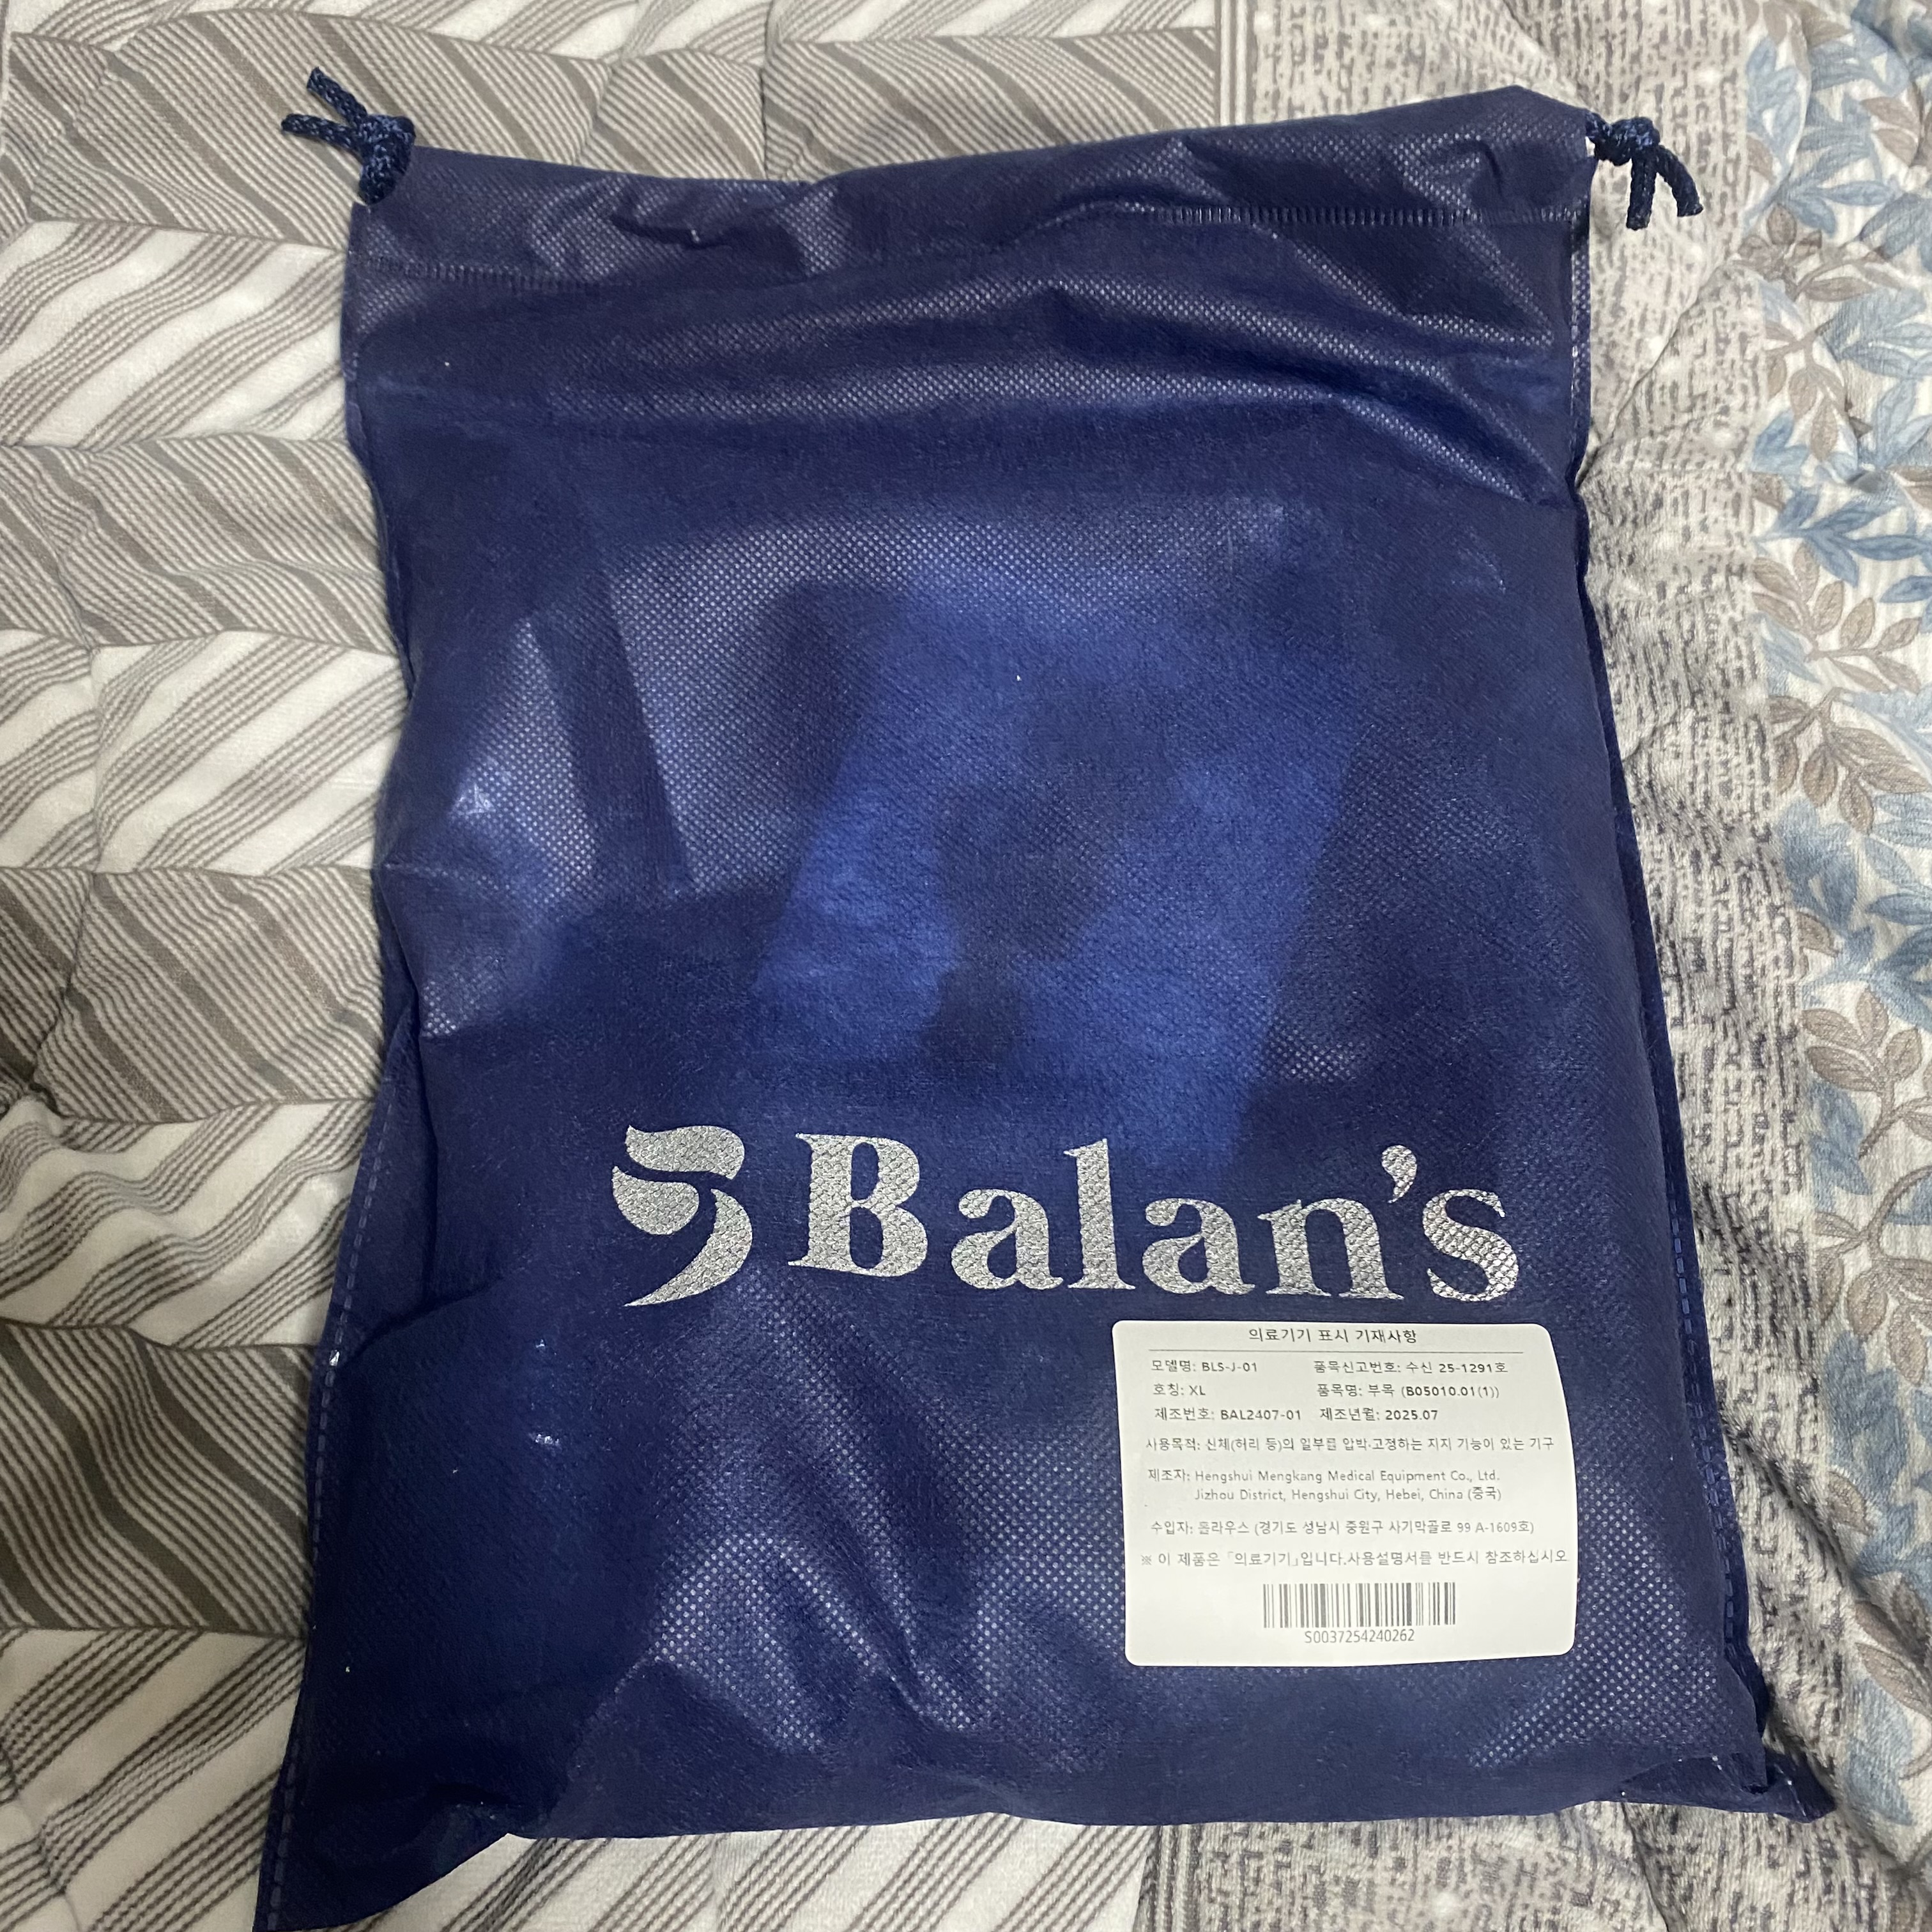 Balan's
의료기기 표시 기재사항
모델명: BLS-J-01 품목신고번호: 수신 25-1291호
호칭: XL 품목명: 부목 (B05010.01(1))
제조번호: BAL2407-01 제조년월: 2025.07
사용목적: 신체(허리 등)의 일부를 압박·고정하는 지지 기능이 있는 기구
제조자: Hengshui Mengkang Medical Equipment Co., Ltd.
Jizhou District, Hengshui City, Hebei, China (중국)
수입자: 홀라우스 (경기도 성남시 중원구 사기막골로 99 A-1609호)
※ 이 제품은 「의료기기」입니다.사용설명서를 반드시 참조하십시오
S0037254240262